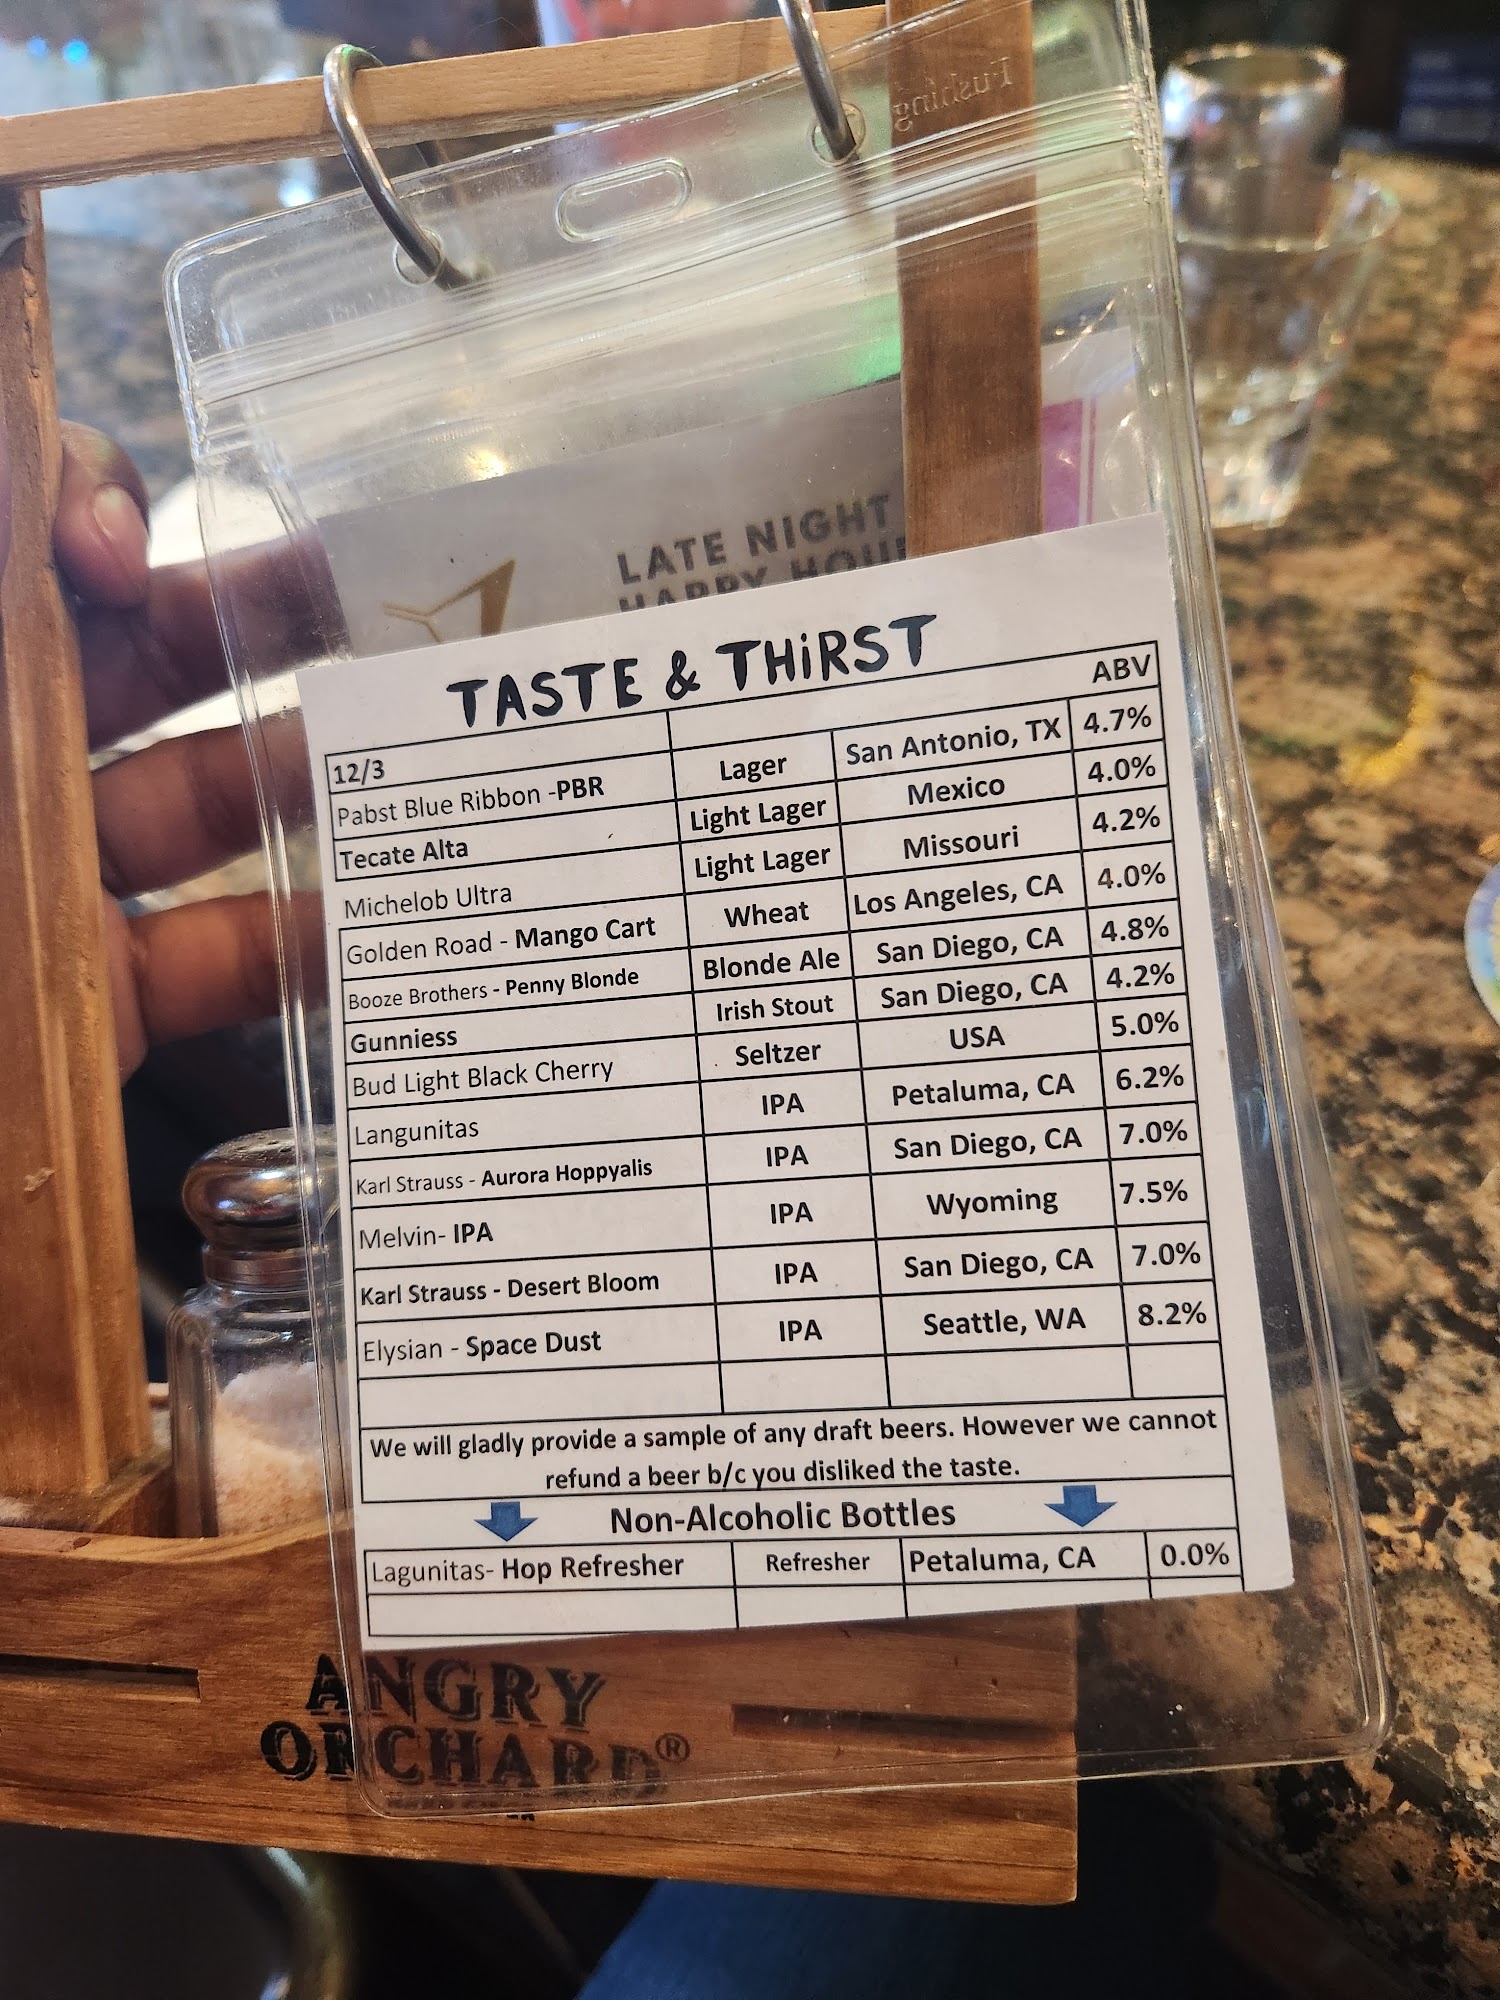 Pushing
LATE NIGHT
HAPPY HOUR
TASTE & THiRST
ABV
12/3
Pabst Blue Ribbon -PBR Lager San Antonio, TX 4.7%
Tecate Alta Light Lager Mexico 4.0%
Michelob Ultra Light Lager Missouri 4.2%
Golden Road - Mango Cart Wheat Los Angeles, CA 4.0%
Booze Brothers - Penny Blonde Blonde Ale San Diego, CA 4.8%
Gunniess Irish Stout San Diego, CA 4.2%
Bud Light Black Cherry Seltzer USA 5.0%
Langunitas IPA Petaluma, CA 6.2%
Karl Strauss - Aurora Hoppyalis IPA San Diego, CA 7.0%
Melvin- IPA IPA Wyoming 7.5%
Karl Strauss - Desert Bloom IPA San Diego, CA 7.0%
Elysian - Space Dust IPA Seattle, WA 8.2%
We will gladly provide a sample of any draft beers. However we cannot
refund a beer b/c you disliked the taste.
Non-Alcoholic Bottles
Lagunitas- Hop Refresher Refresher Petaluma, CA 0.0%
ANGRY
ORCHARD®